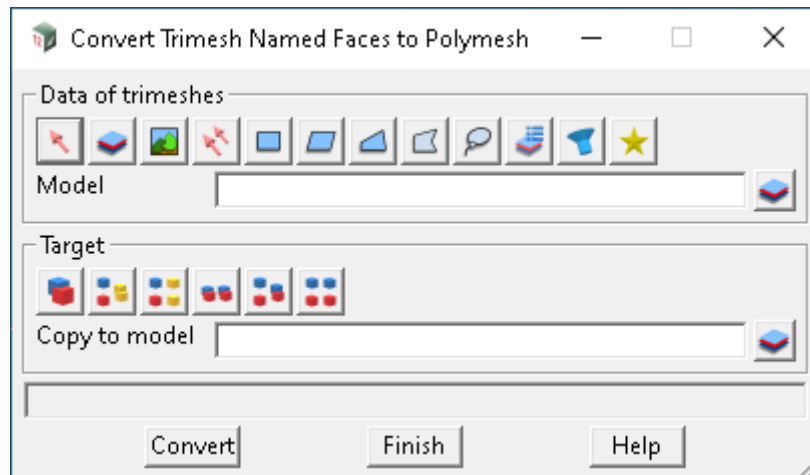 Convert Trimesh Named Faces to Polymesh
Data of trimeshes
Model
Target
Copy to model
Convert Finish Help